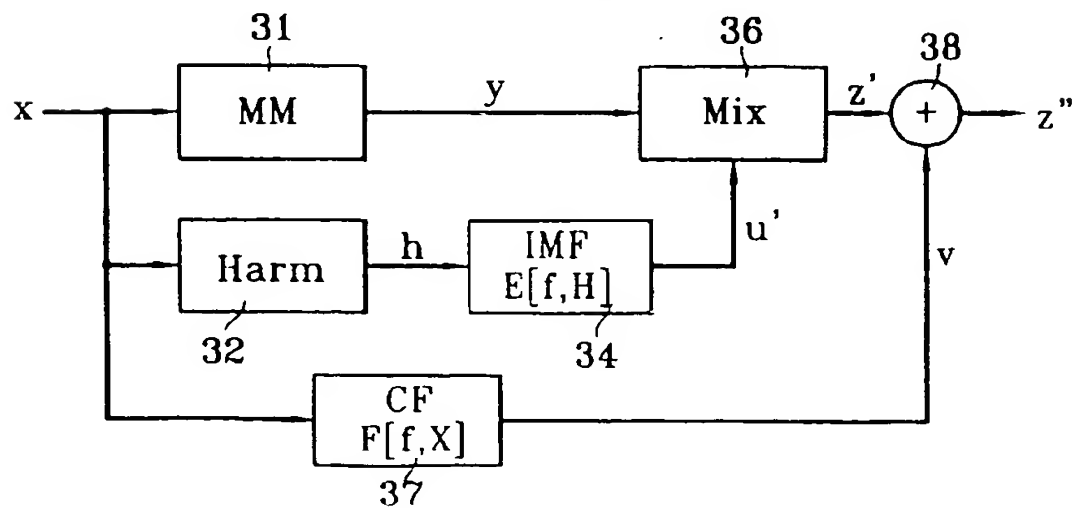 31
36
38
x
MM
y
Mix
z'
+
z"
Harm
h
IMF
E[f,H]
u'
v
32
34
CF
F[f,X]
37